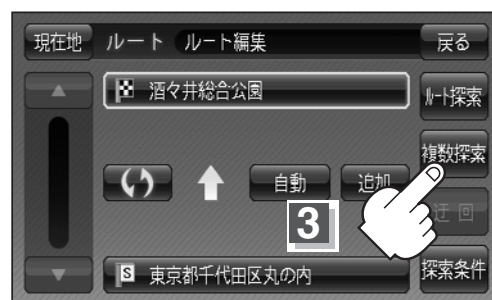 現在地 ルート ルート編集 戻る
酒々井総合公園
ルート探索
複数探索
自動 追加
迂回
3
S 東京都千代田区丸の内
探索条件